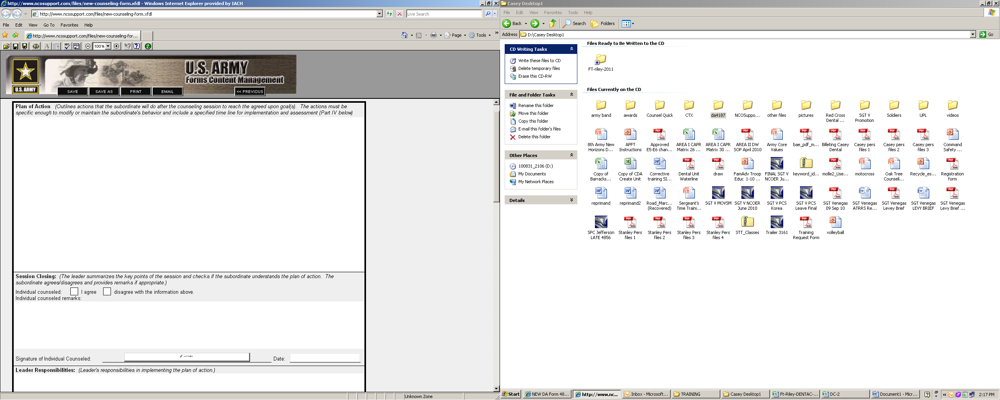 http://www.ncosupport.com/files/new-counseling-form.xfdl - Windows Internet Explorer provided by IACH
http://www.ncosupport.com/files/new-counseling-form.xfdl
Live Search
File Edit View Go To Favorites Help
http://www.ncosupport.com/files/new-counseling-for...
Page Tools »
100%
U.S. ARMY
U.S. ARMY
Forms Content Management
SAVE SAVE AS PRINT EMAIL << PREVIOUS
Plan of Action (Outlines actions that the subordinate will do after the counseling session to reach the agreed upon goal(s). The actions must be
specific enough to modify or maintain the subordinate's behavior and include a specified time line for implementation and assessment (Part IV below)
Session Closing: (The leader summarizes the key points of the session and checks if the subordinate understands the plan of action. The
subordinate agrees/disagrees and provides remarks if appropriate.)
Individual counseled: I agree disagree with the information above.
Individual counseled remarks:
Signature of Individual Counseled: Date:
Leader Responsibilities: (Leader's responsibilities in implementing the plan of action.)
Unknown Zone
Casey Desktop1
File Edit View Favorites Tools Help
Back Search Folders
Address D:\Casey Desktop1 Go
CD Writing Tasks
Write these files to CD
Delete temporary files
Erase this CD-RW
File and Folder Tasks
Rename this folder
Move this folder
Copy this folder
E-mail this folder's files
Delete this folder
Other Places
100831_2106 (D:)
My Documents
My Network Places
Details
Files Ready to Be Written to the CD
FT-riley-2011
Files Currently on the CD
army band awards Counsel Quick CTX da4187 NCOSuppo... other files pictures Red Cross SGT V Soldiers UPL videos
Dental ... Promotion
8th Army New APFT Approved AREA I CAPR AREA I CAPR AREA II DW Army Core bae_pdf_m... Billeting Casey Casey pers Casey pers Casey pers Command
Horizons D... Instructions E5-E6 chan... Matrix 26 ... Matrix 30 ... SOP April 2010 Values Dental files 1 files 2 files 3 Safety ...
Copy of Copy of CDA Corrective Dental Unit draw FamAdv Troop FINAL SGT V keyword_id... molle2_Use... motocross Oak Tree Recycle_es... Registration
Barracks... Create Unit training SI... Waterline Educ 1-10 ... NCOER Ju... Counseli... form
reprimand reprimand2 Road_Marc... Sergeant's SGT V MOVSM SGT V NCOER SGT V PCS SGT V PCS SGT Venegas SGT Venegas SGT Venegas SGT Venegas SGT Venegas
(Recovered) Time Traini... June 2010 Korea Leave Final 09 Sep 10 ATRRS Re... Levey Brief LEVY BRIEF Levy Brief ...
SPC Jefferson Stanley Pers Stanley Pers Stanley Pers Stanley Pers STT_Classes Trailer 3161 Training volleyball
LATE 4856 files 1 files 2 files 3 files 4 Request Form
Start NEW DA Form 48... http://www.nc... Inbox - Microsoft... TRAINING Casey Desktop1 Ft-Riley-DENTAC-... DC-2 Document1 - Micr... « 2:17 PM